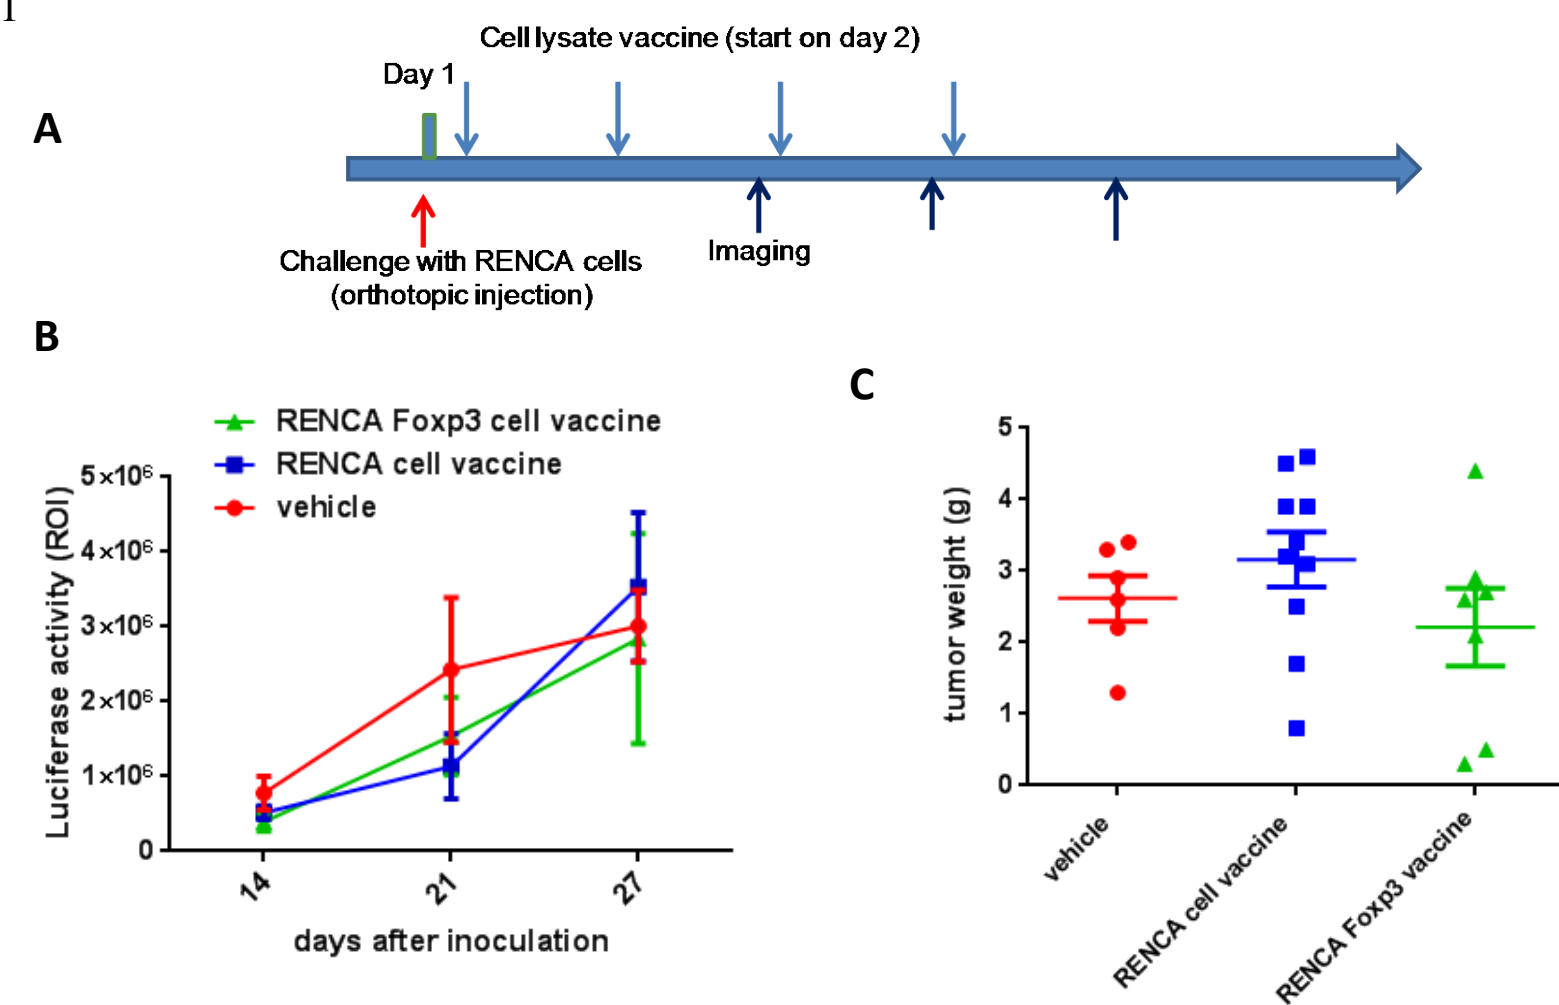 1
Cell lysate vaccine (start on day 2)
Day 1
A
Challenge with RENCA cells
(orthotopic injection)
Imaging
B
RENCA Foxp3 cell vaccine
RENCA cell vaccine
vehicle
Luciferase activity (ROI)
5×10⁶
4×10⁶
3×10⁶
2×10⁶
1×10⁶
0
14
21
27
days after inoculation
C
tumor weight (g)
5
4
3
2
1
0
vehicle
RENCA cell vaccine
RENCA Foxp3 vaccine